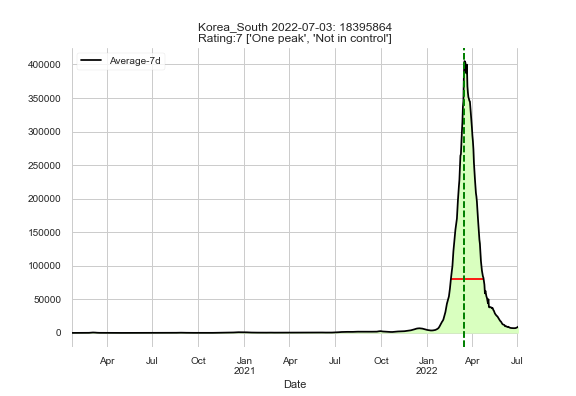 Korea_South 2022-07-03: 18395864
Rating:7 ['One peak', 'Not in control']
Average-7d
400000
350000
300000
250000
200000
150000
100000
50000
0
Apr Jul Oct Jan Apr Jul Oct Jan Apr Jul
2021 2022
Date